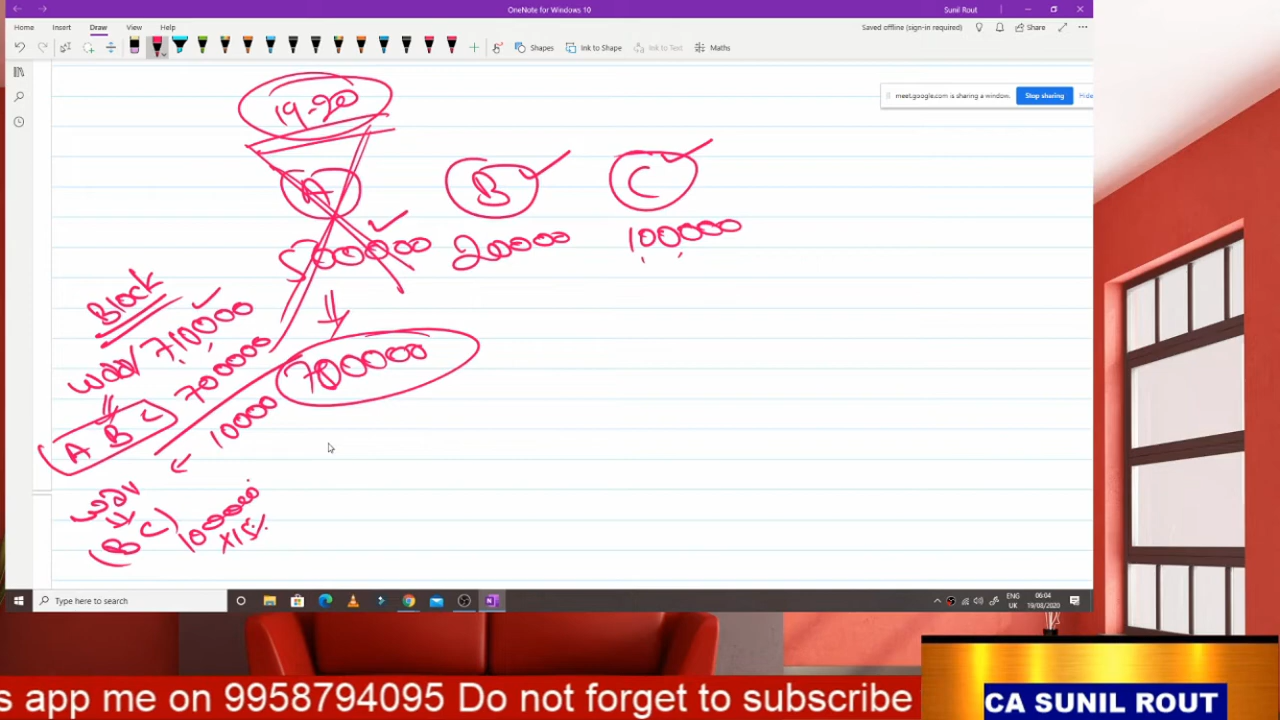 OneNote for Windows 10
Sunil Rout
Home Insert Draw View Help
Saved offline (sign-in required)
Share
Shapes
Ink to Shape
Ink to Text
Maths
meet.google.com is sharing a window.
Stop sharing
Hide
19-20
A B C
500000 200000 100000
Block
WDV 710000
700000
700000
10000
A B C
WDV
(B C) 100000
X15%
Type here to search
ENG
UK
06:04
19/08/2020
s app me on 9958794095 Do not forget to subscribe
CA SUNIL ROUT